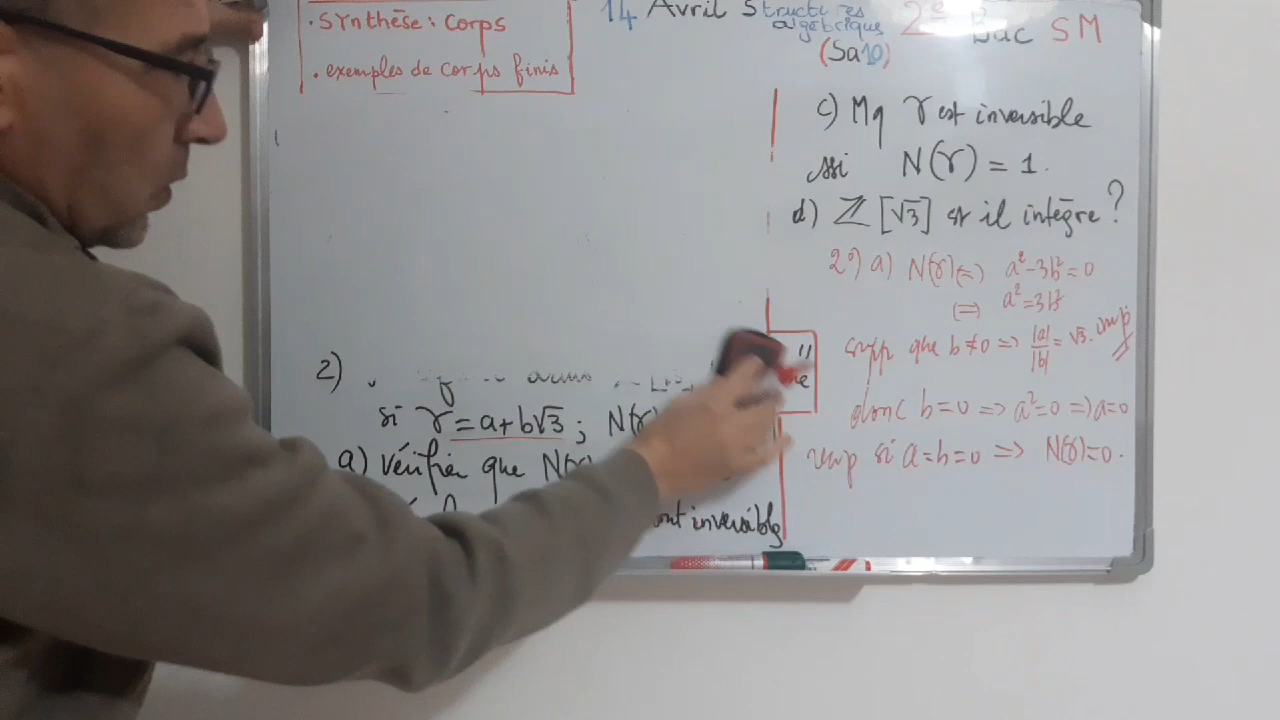 • Synthèse: Corps
• exemples de corps finis
14 Avril Structures algébrique 2e Bac SM
(Sa10)
c) Mq γ est inversible
ssi N(γ) = 1.
d) ℤ[√3] est il intègre ?
2°) a) N(γ) ⇔ a² - 3b² = 0
⇔ a² = 3b²
supp que b ≠ 0 ⇒ |a|/|b| = √3. imp
donc b = 0 ⇒ a² = 0 ⇒ a = 0
si a = b = 0 ⇒ N(γ) = 0.
2)
si γ = a + b√3 ; N(γ)
a) Vérifier que N(γ)
sont inversible